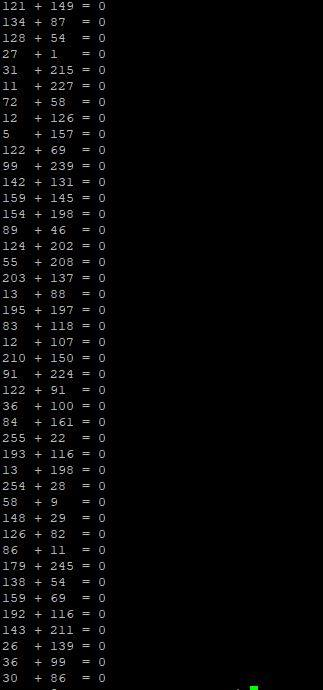 121 + 149 = 0
134 + 87 = 0
128 + 54 = 0
27 + 1 = 0
31 + 215 = 0
11 + 227 = 0
72 + 58 = 0
12 + 126 = 0
5 + 157 = 0
122 + 69 = 0
99 + 239 = 0
142 + 131 = 0
159 + 145 = 0
154 + 198 = 0
89 + 46 = 0
124 + 202 = 0
55 + 208 = 0
203 + 137 = 0
13 + 88 = 0
195 + 197 = 0
83 + 118 = 0
12 + 107 = 0
210 + 150 = 0
91 + 224 = 0
122 + 91 = 0
36 + 100 = 0
84 + 161 = 0
255 + 22 = 0
193 + 116 = 0
13 + 198 = 0
254 + 28 = 0
58 + 9 = 0
148 + 29 = 0
126 + 82 = 0
86 + 11 = 0
179 + 245 = 0
138 + 54 = 0
159 + 69 = 0
192 + 116 = 0
143 + 211 = 0
26 + 139 = 0
36 + 99 = 0
30 + 86 = 0